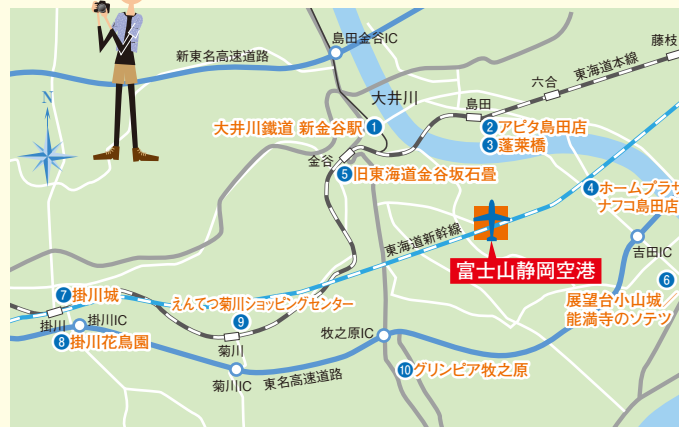 島田金谷IC
新東名高速道路
藤枝
東海道本線
六合
大井川
島田
N
大井川鐵道 新金谷駅 1
2 アピタ島田店
3 蓬莱橋
金谷
5 旧東海道金谷坂石畳
4 ホームプラザ
ナフコ島田店
東海道新幹線
吉田IC
富士山静岡空港
6
展望台小山城
能満寺のソテツ
7 掛川城
えんてつ菊川ショッピングセンター
9
掛川
掛川IC
8 掛川花鳥園
菊川
牧之原IC
菊川IC
東名高速道路
10 グリンピア牧之原